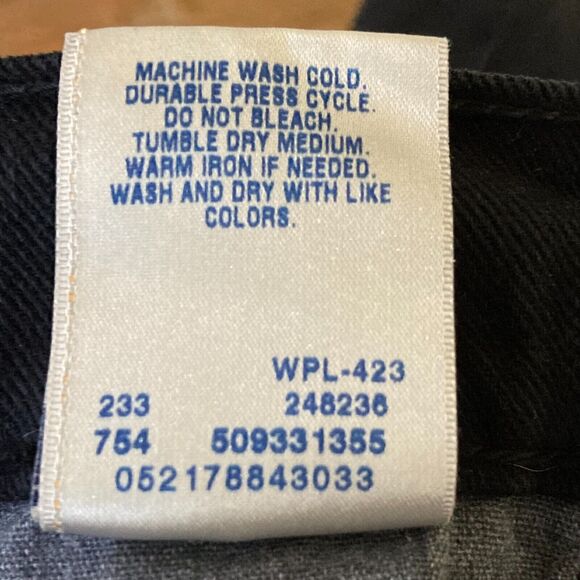 MACHINE WASH COLD.
DURABLE PRESS CYCLE.
DO NOT BLEACH.
TUMBLE DRY MEDIUM.
WARM IRON IF NEEDED.
WASH AND DRY WITH LIKE
COLORS.
WPL-423
233 248236
754 509331355
052178843033